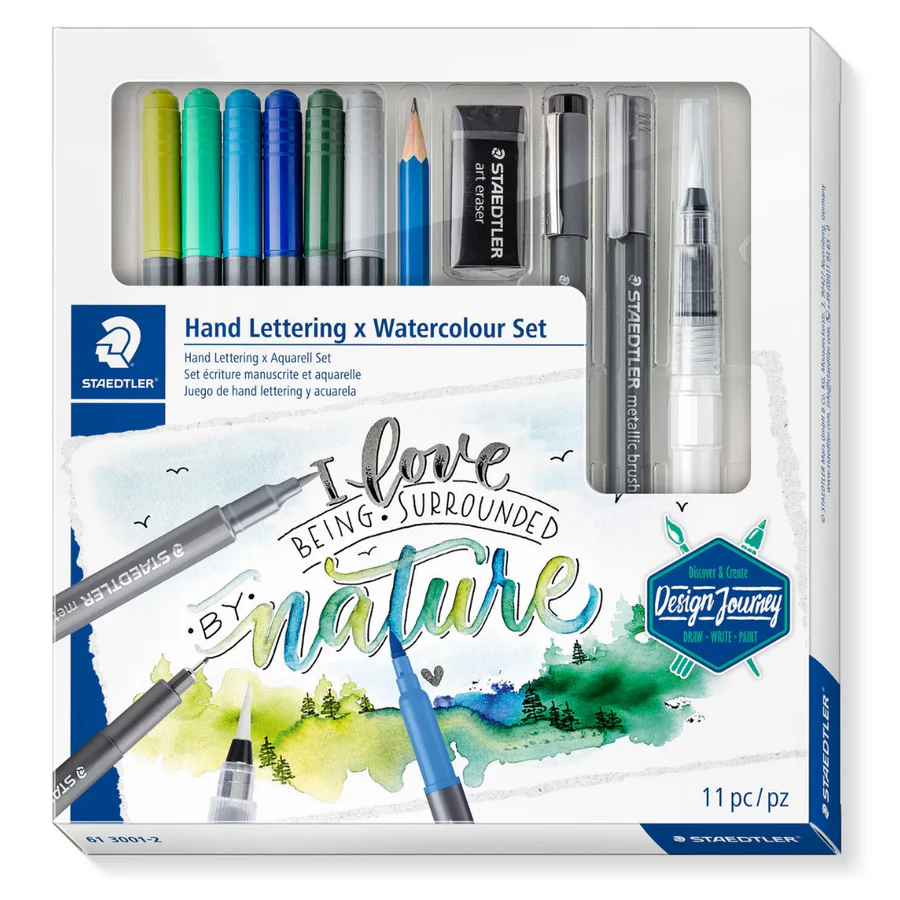 STAEDTLER
art eraser
STAEDTLER metallic brush
STAEDTLER
Hand Lettering x Watercolour Set
Hand Lettering x Aquarell Set
Set écriture manuscrite et aquarelle
Juego de hand lettering y acuarela
I love
BEING • SURROUNDED
• BY •
nature
STAEDTLER
Discover & Create
Design Journey
DRAW - WRITE - PAINT
11 pc/pz
61 3001-2
STAEDTLER®
STAEDTLER®